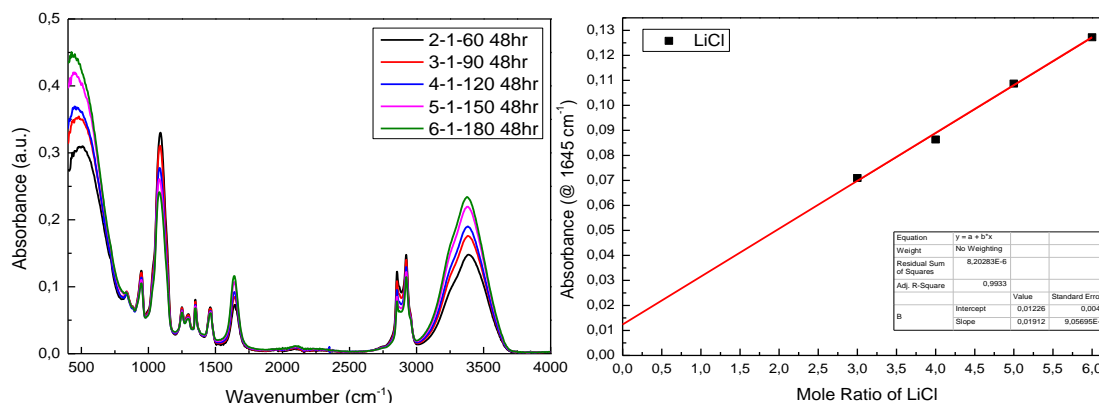 0,5
0,4
0,3
0,2
0,1
0,0
Absorbance (a.u.)
500 1000 1500 2000 2500 3000 3500 4000
Wavenumber (cm⁻¹)
2-1-60 48hr
3-1-90 48hr
4-1-120 48hr
5-1-150 48hr
6-1-180 48hr
0,13
0,12
0,11
0,10
0,09
0,08
0,07
0,06
0,05
0,04
0,03
0,02
0,01
0,00
Absorbance (@ 1645 cm⁻¹)
0,0 0,5 1,0 1,5 2,0 2,5 3,0 3,5 4,0 4,5 5,0 5,5 6,0
Mole Ratio of LiCl
LiCl
Equation y = a + b*x
Weight No Weighting
Residual Sum of Squares 8,20283E-6
Adj. R-Square 0,9933
Value Standard Erro
B Intercept 0,01226 0,004
Slope 0,01912 9,05695E-